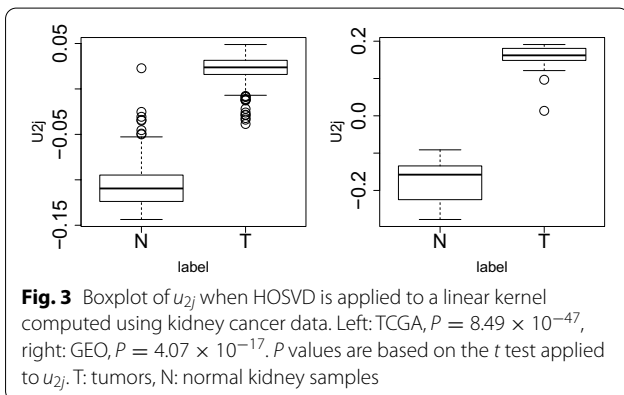 0.05
-0.05
-0.15
U2j
N
T
label
0.2
0.0
-0.2
U2j
N
T
label
Fig. 3 Boxplot of u2j when HOSVD is applied to a linear kernel
computed using kidney cancer data. Left: TCGA, P = 8.49 × 10−47,
right: GEO, P = 4.07 × 10−17. P values are based on the t test applied
to u2j. T: tumors, N: normal kidney samples